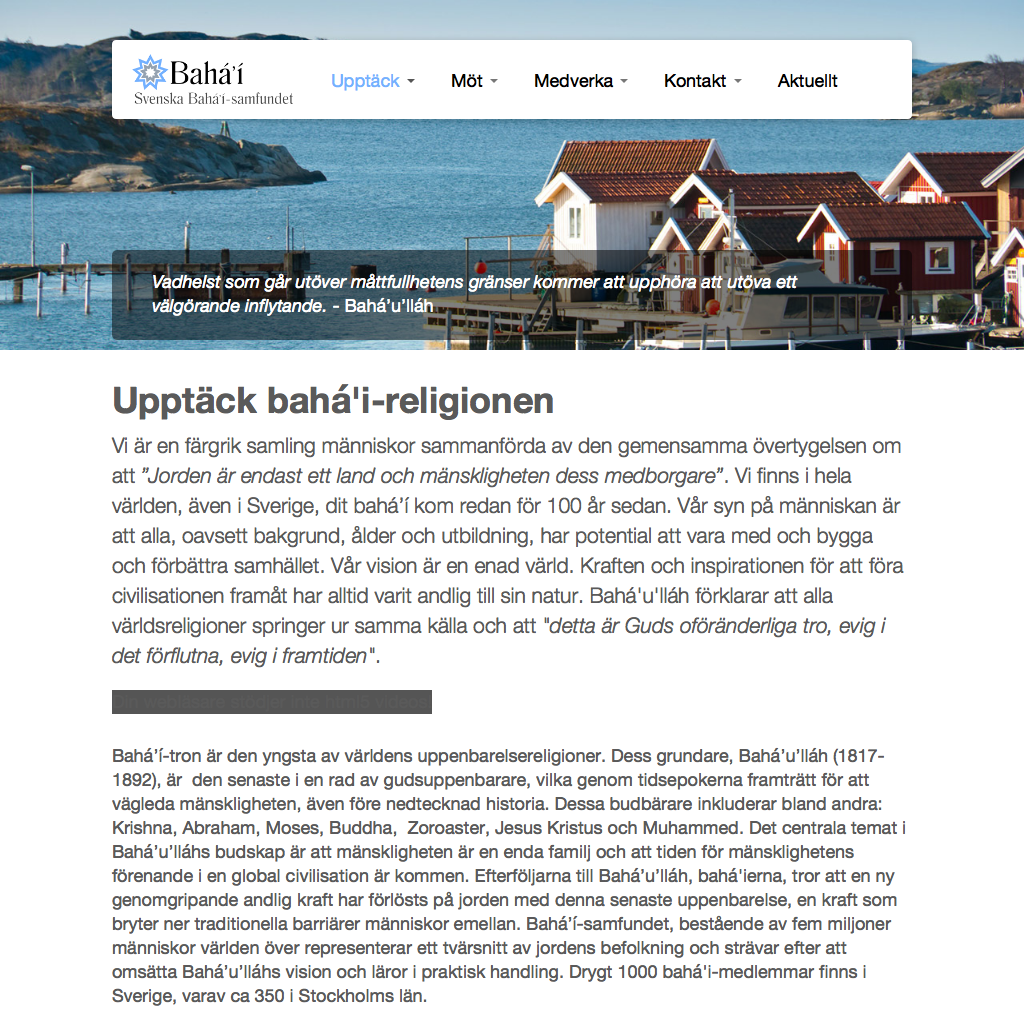 Bahá’í
Svenska Bahá’í-samfundet
Upptäck
Möt
Medverka
Kontakt
Aktuellt
Vadhelst som går utöver måttfullhetens gränser kommer att upphöra att utöva ett
välgörande inflytande. - Bahá’u’lláh
Upptäck bahá'i-religionen
Vi är en färgrik samling människor sammanförda av den gemensamma övertygelsen om
att ”Jorden är endast ett land och mänskligheten dess medborgare”. Vi finns i hela
världen, även i Sverige, dit bahá’í kom redan för 100 år sedan. Vår syn på människan är
att alla, oavsett bakgrund, ålder och utbildning, har potential att vara med och bygga
och förbättra samhället. Vår vision är en enad värld. Kraften och inspirationen för att föra
civilisationen framåt har alltid varit andlig till sin natur. Bahá'u'lláh förklarar att alla
världsreligioner springer ur samma källa och att "detta är Guds oföränderliga tro, evig i
det förflutna, evig i framtiden".
Bahá’í-tron är den yngsta av världens uppenbarelsereligioner. Dess grundare, Bahá’u’lláh (1817-
1892), är  den senaste i en rad av gudsuppenbarare, vilka genom tidsepokerna framträtt för att
vägleda mänskligheten, även före nedtecknad historia. Dessa budbärare inkluderar bland andra:
Krishna, Abraham, Moses, Buddha,  Zoroaster, Jesus Kristus och Muhammed. Det centrala temat i
Bahá’u’lláhs budskap är att mänskligheten är en enda familj och att tiden för mänsklighetens
förenande i en global civilisation är kommen. Efterföljarna till Bahá’u’lláh, bahá'ierna, tror att en ny
genomgripande andlig kraft har förlösts på jorden med denna senaste uppenbarelse, en kraft som
bryter ner traditionella barriärer människor emellan. Bahá’í-samfundet, bestående av fem miljoner
människor världen över representerar ett tvärsnitt av jordens befolkning och strävar efter att
omsätta Bahá’u’lláhs vision och läror i praktisk handling. Drygt 1000 bahá'i-medlemmar finns i
Sverige, varav ca 350 i Stockholms län.